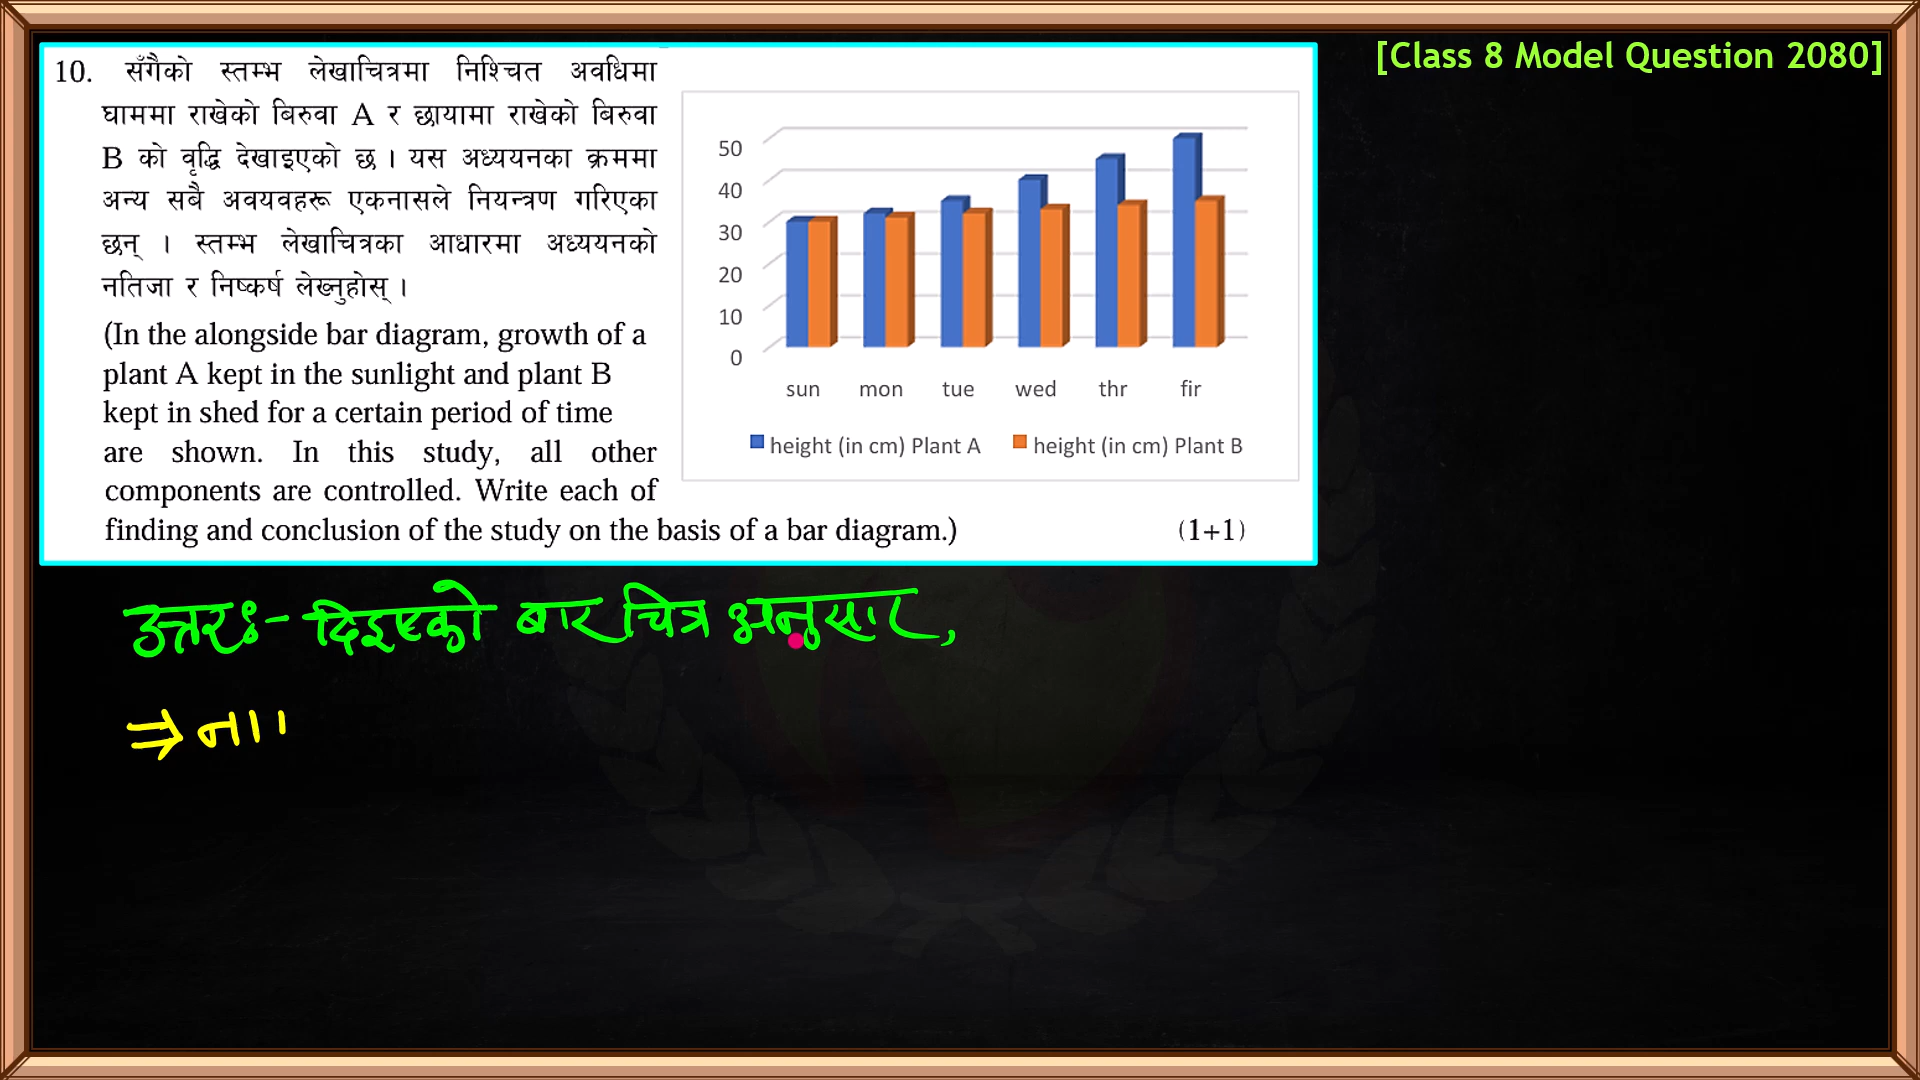 [Class 8 Model Question 2080]
10. सँगैको स्तम्भ लेखाचित्रमा निश्चित अवधिमा
घाममा राखेको बिरुवा A र छायामा राखेको बिरुवा
B को वृद्धि देखाइएको छ । यस अध्ययनका क्रममा
अन्य सबै अवयवहरू एकनासले नियन्त्रण गरिएका
छन् । स्तम्भ लेखाचित्रका आधारमा अध्ययनको
नतिजा र निष्कर्ष लेख्नुहोस् ।
(In the alongside bar diagram, growth of a
plant A kept in the sunlight and plant B
kept in shed for a certain period of time
are shown. In this study, all other
components are controlled. Write each of
finding and conclusion of the study on the basis of a bar diagram.) (1+1)
50
40
30
20
10
0
sun mon tue wed thr fir
height (in cm) Plant A height (in cm) Plant B
उत्तरः- दिइएको बार चित्र अनुसार,
⇒